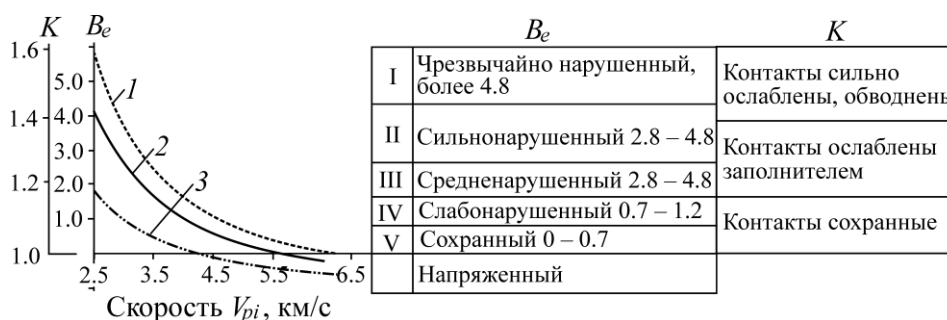 K Bₑ
1.6
5.0
1
1.4 4.0
2
3.0
3
1.2 2.0
1.0
1.0
2.5 3.5 4.5 5.5 6.5
Скорость Vₚᵢ, км/с
Bₑ K
I Чрезвычайно нарушенный,
более 4.8
Контакты сильно
ослаблены, обводнены
II Сильнонарушенный 2.8 – 4.8
Контакты ослаблены
заполнителем
III Средненарушенный 2.8 – 4.8
IV Слабонарушенный 0.7 – 1.2
Контакты сохранные
V Сохранный 0 – 0.7
Напряженный